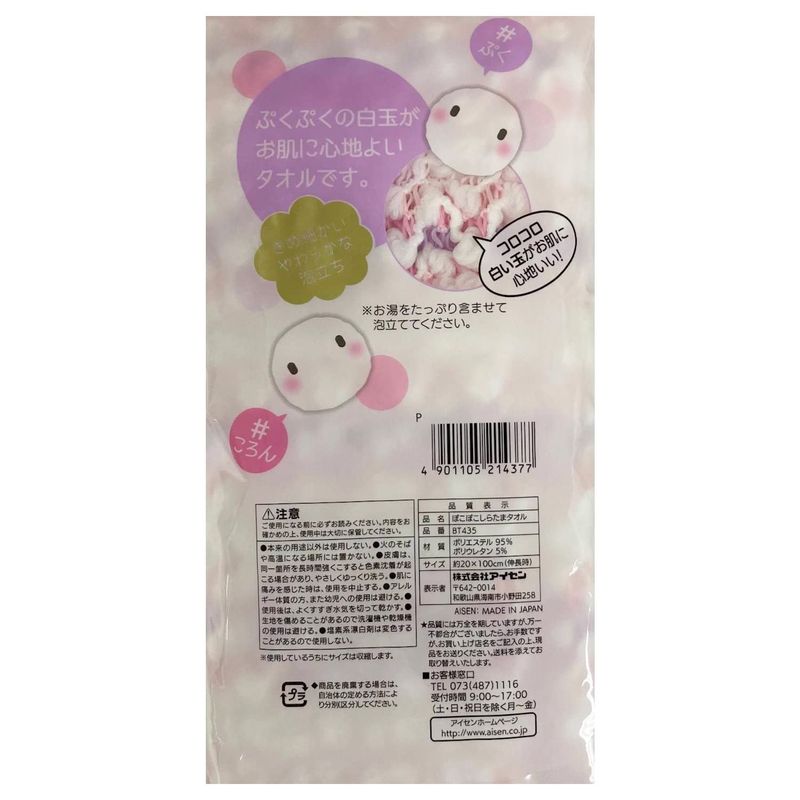 #
ぷく
ぷくぷくの白玉が
お肌に心地よい
タオルです。
きめ細かい
やわらかな
泡立ち
コロコロ
白い玉がお肌に
心地いい!
※お湯をたっぷり含ませて
泡立ててください。
#
ころん
P
4 901105 214377
⚠注意
ご使用になる前に必ずお読みください。内容をお
確かめの上、使用中は大切に保管してください。
●本来の用途以外は使用しない。●火のそば
や高温になる場所には置かない。●皮膚は、
同一箇所を長時間強くこすると色素沈着が起
こる場合があり、やさしくゆっくり洗う。●肌に
痛みを感じた時は、使用を中止する。●アレル
ギー体質の方、また幼児への使用は避ける。●
使用後は、よくすすぎ水気を切って乾かす。●
生地を傷めることがあるので洗濯機や乾燥機
の使用は避ける。●塩素系漂白剤は変色する
ことがあるので使用しない。
※使用しているうちにサイズは収縮します。
プラ
◆商品を廃棄する場合は、
自治体の定める方法によ
り分別(区分)してください。
品質表示
品名 ぽこぽこしらたまタオル
品番 BT435
材質 ポリエステル 95%
ポリウレタン 5%
サイズ 約20×100cm(伸長時)
表示者 株式会社アイセン
〒642-0014
和歌山県海南市小野田258
AISEN: MADE IN JAPAN
★品質には万全を期していますが、万一
不都合がございましたら、お手数です
が、お買い上げ店名をご記入の上、現
品をお送りください。送料を添えてお
取り替えいたします。
■お客様窓口
TEL 073(487)1116
受付時間 9:00~17:00
(土・日・祝日を除く月~金)
アイセンホームページ
http://www.aisen.co.jp